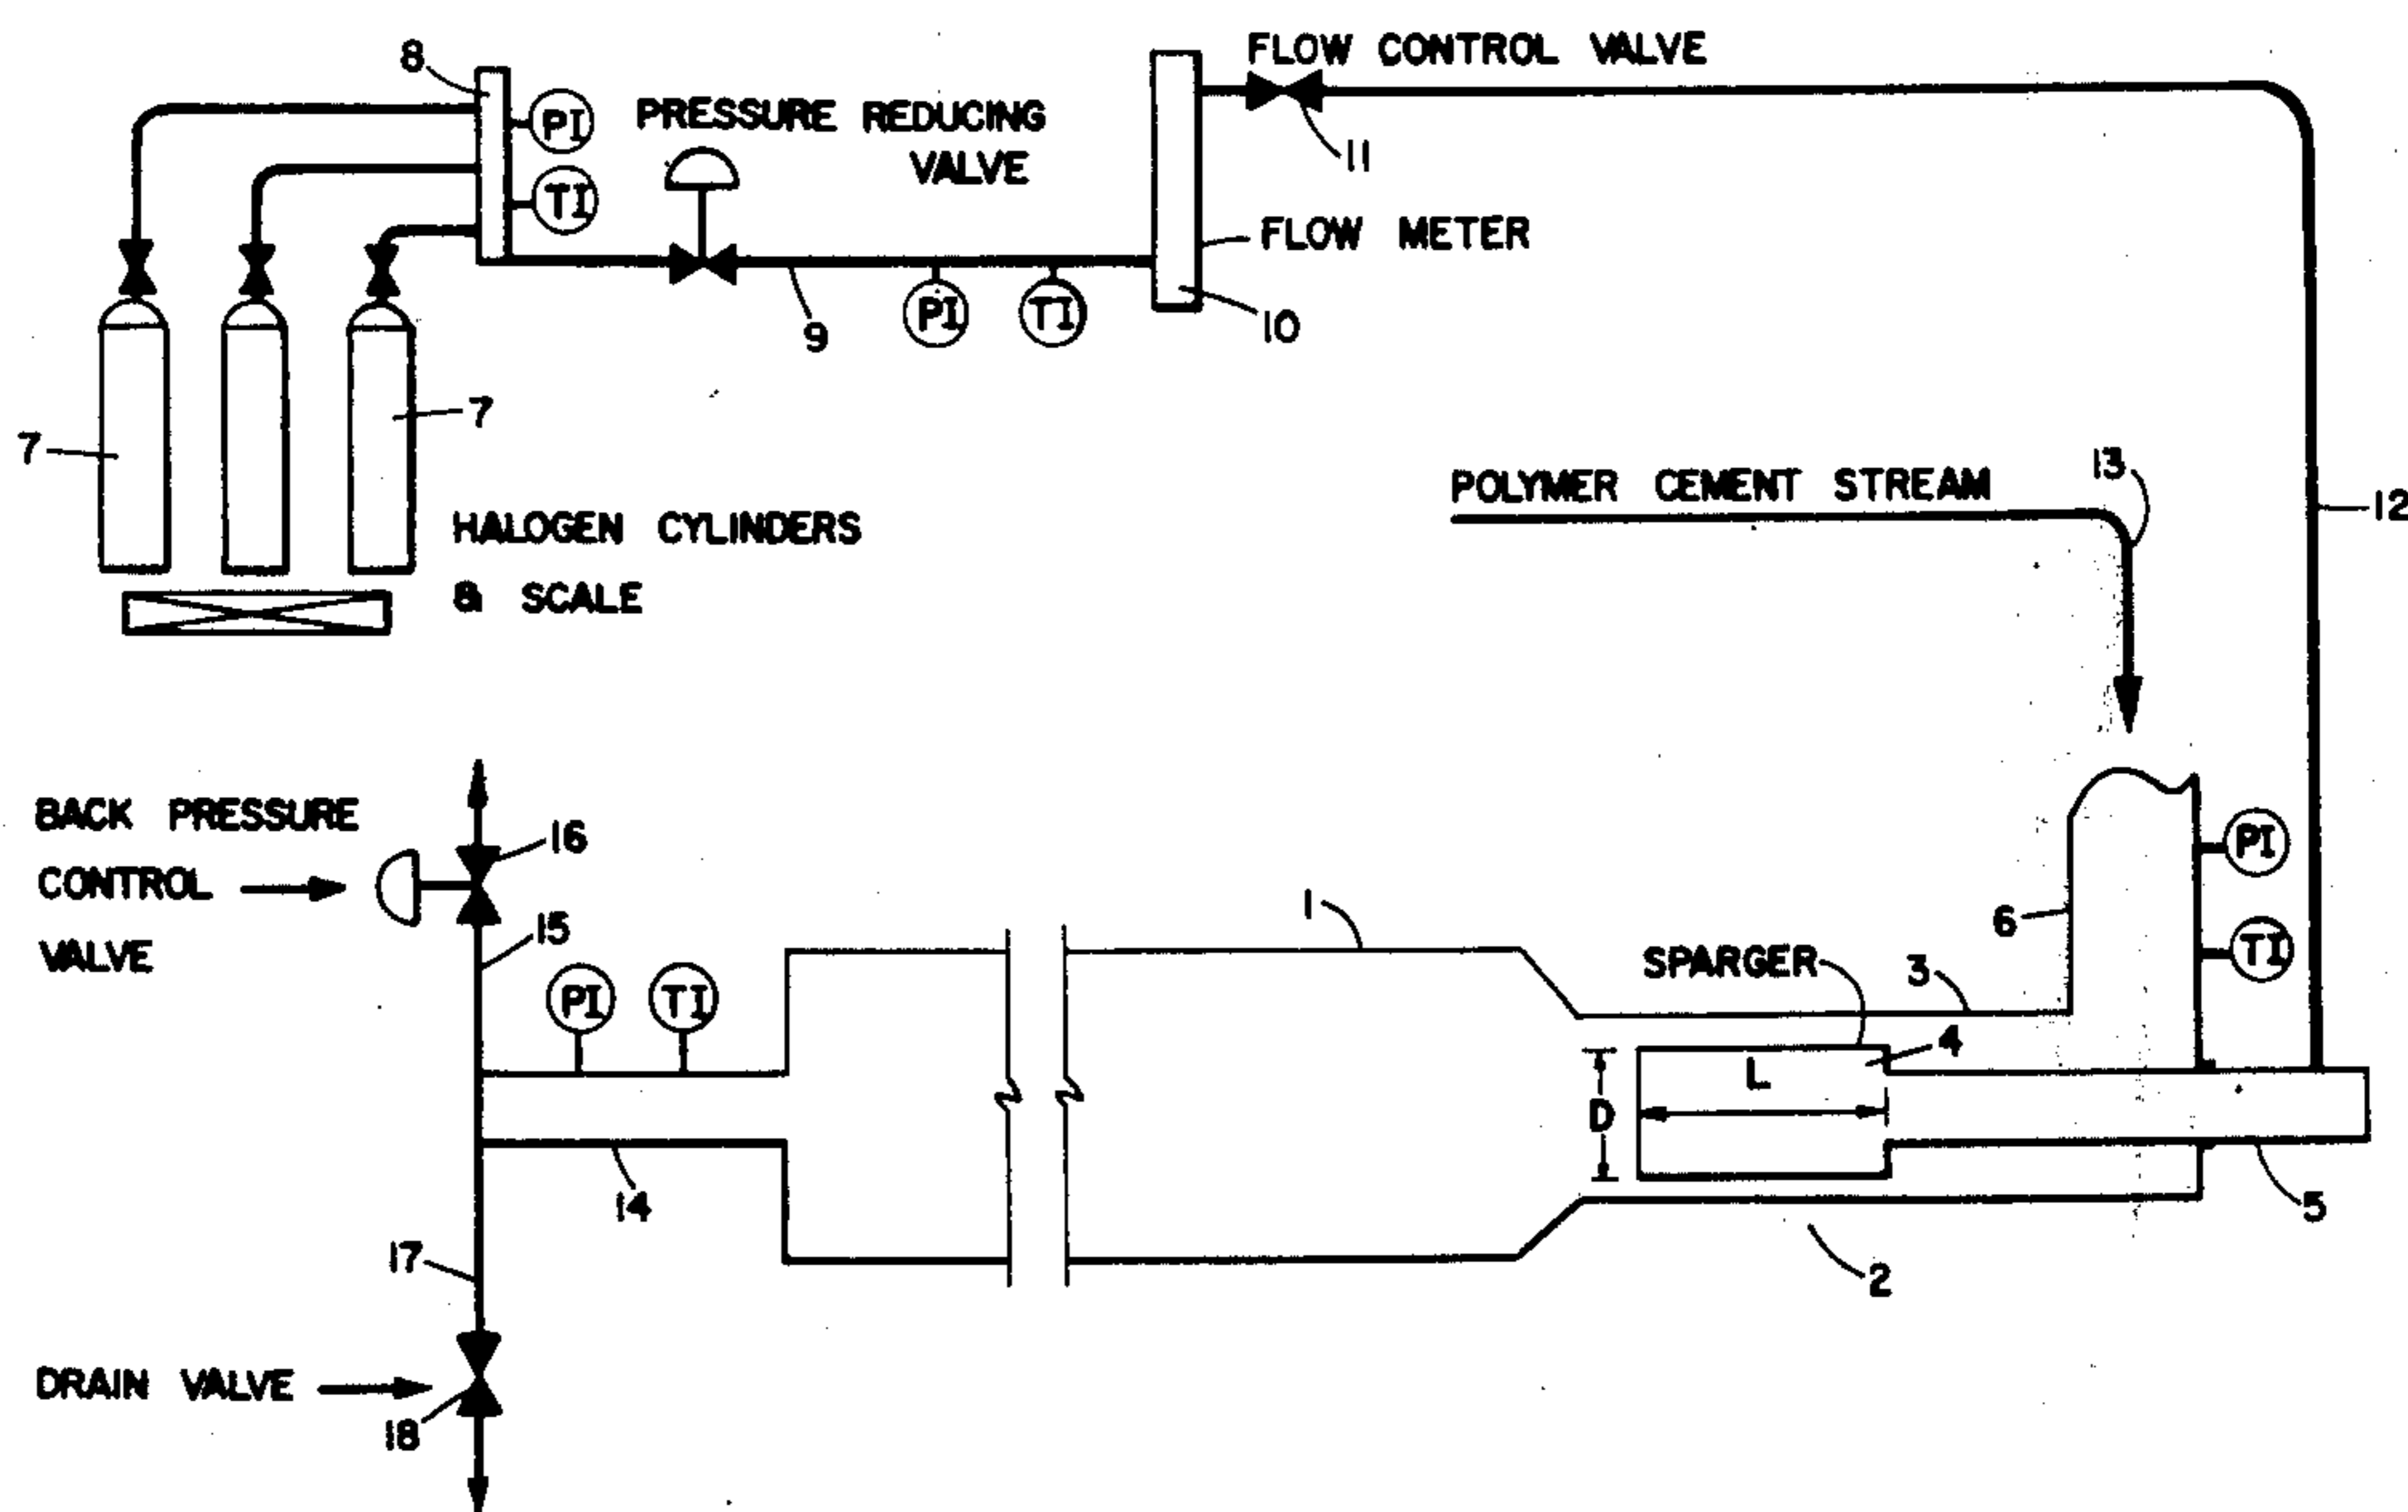 8
PI
PRESSURE REDUCING
VALVE
TI
FLOW CONTROL VALVE
11
FLOW METER
9
PI
TI
10
7
7
HALOGEN CYLINDERS
& SCALE
POLYMER CEMENT STREAM
13
12
BACK PRESSURE
CONTROL
VALVE
16
15
PI
TI
14
1
SPARGER
3
4
6
PI
TI
L
D
5
2
17
DRAIN VALVE
18